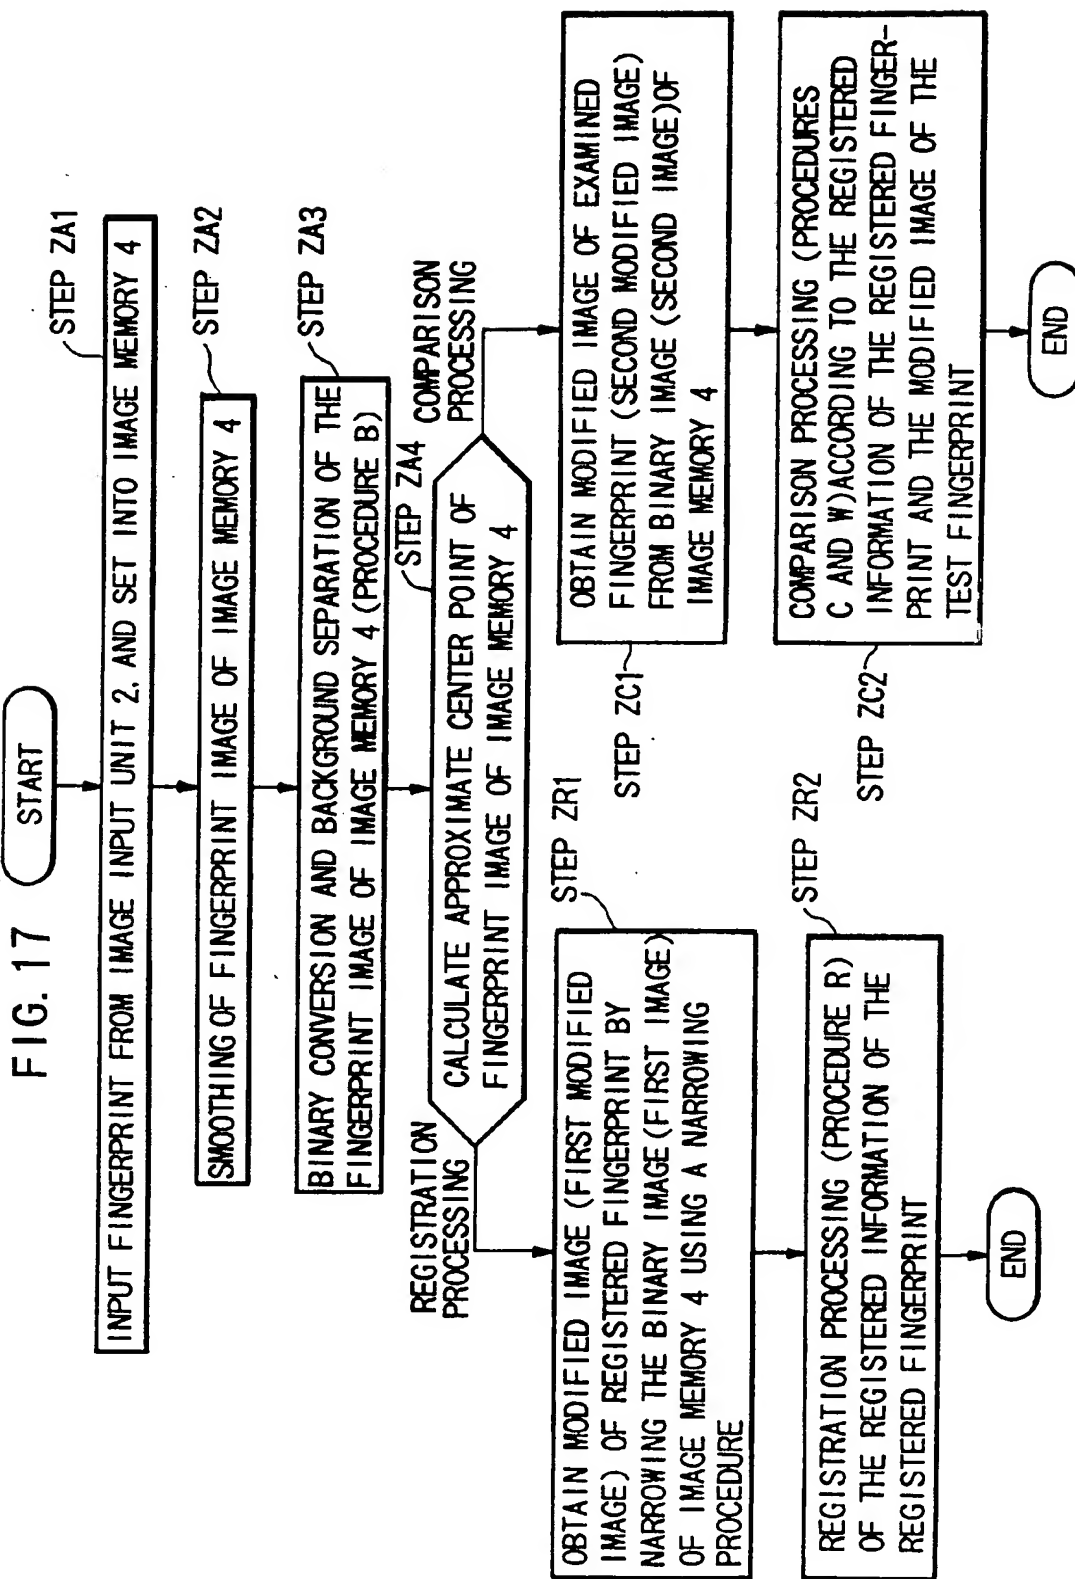 FIG. 17
START
STEP ZA1
INPUT FINGERPRINT FROM IMAGE INPUT UNIT 2, AND SET INTO IMAGE MEMORY 4
STEP ZA2
SMOOTHING OF FINGERPRINT IMAGE OF IMAGE MEMORY 4
STEP ZA3
BINARY CONVERSION AND BACKGROUND SEPARATION OF THE
FINGERPRINT IMAGE OF IMAGE MEMORY 4 (PROCEDURE B)
STEP ZA4
CALCULATE APPROXIMATE CENTER POINT OF
FINGERPRINT IMAGE OF IMAGE MEMORY 4
REGISTRATION
PROCESSING
COMPARISON
PROCESSING
STEP ZR1
OBTAIN MODIFIED IMAGE (FIRST MODIFIED
IMAGE) OF REGISTERED FINGERPRINT BY
NARROWING THE BINARY IMAGE (FIRST IMAGE)
OF IMAGE MEMORY 4 USING A NARROWING
PROCEDURE
STEP ZR2
REGISTRATION PROCESSING (PROCEDURE R)
OF THE REGISTERED INFORMATION OF THE
REGISTERED FINGERPRINT
END
STEP ZC1
OBTAIN MODIFIED IMAGE OF EXAMINED
FINGERPRINT (SECOND MODIFIED IMAGE)
FROM BINARY IMAGE (SECOND IMAGE) OF
IMAGE MEMORY 4
STEP ZC2
COMPARISON PROCESS (PROCEDURES
C AND W) ACCORDING TO THE REGISTERED
INFORMATION OF THE REGISTERED FINGER-
PRINT AND THE MODIFIED IMAGE OF THE
TEST FINGERPRINT
END